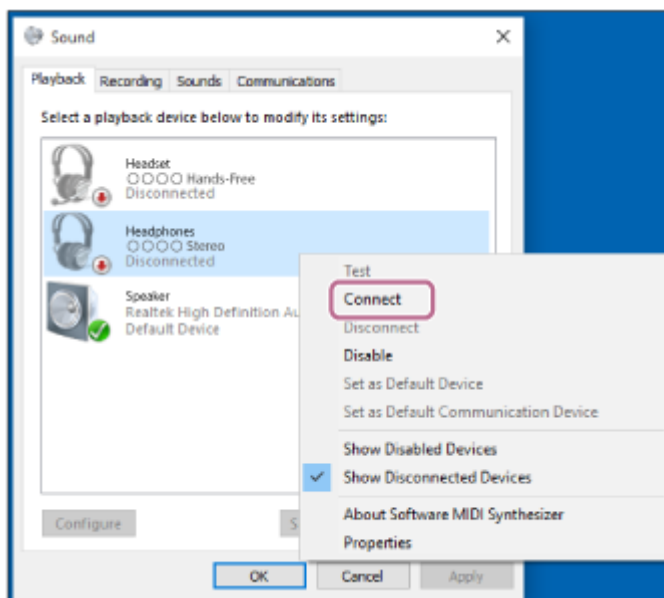 Sound
Playback Recording Sounds Communications
Select a playback device below to modify its settings:
Headset
○○○○ Hands-Free
Disconnected
Headphones
○○○○ Stereo
Disconnected
Speaker
Realtek High Definition Au
Default Device
Test
Connect
Disconnect
Disable
Set as Default Device
Set as Default Communication Device
Show Disabled Devices
Show Disconnected Devices
About Software MIDI Synthesizer
Properties
Configure S
OK Cancel Apply